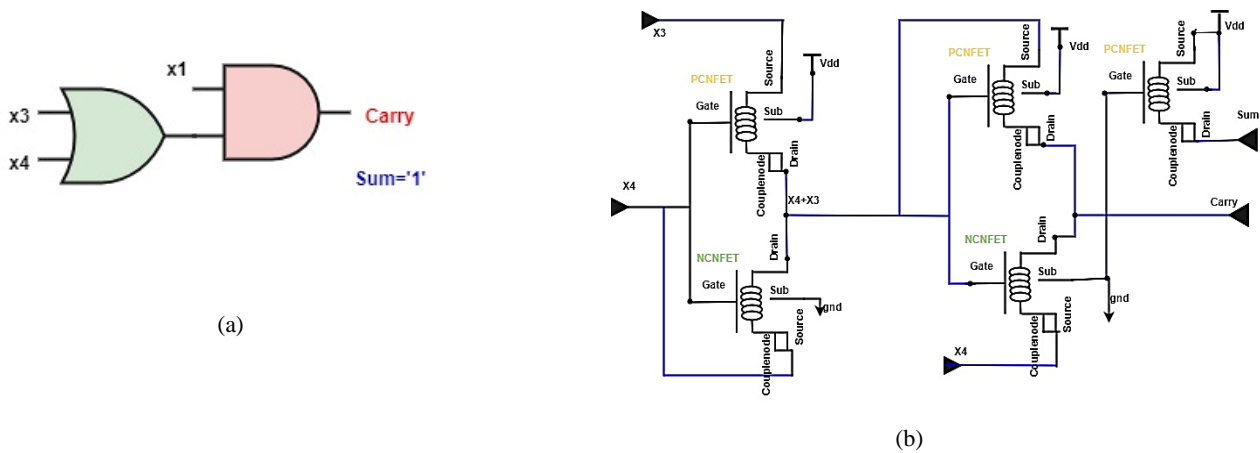 x1
x3
x4
Carry
Sum='1'
(a)
X3
PCNFET
Gate
Source
Vdd
Sub
Drain
Couplenode
X4+X3
X4
NCNFET
Drain
Gate
Sub
gnd
Source
Couplenode
PCNFET
Gate
Source
Vdd
Sub
Drain
Couplenode
NCNFET
Drain
Gate
Sub
gnd
Source
Couplenode
X4
PCNFET
Gate
Source
Vdd
Sub
Drain
Couplenode
Sum
Carry
(b)